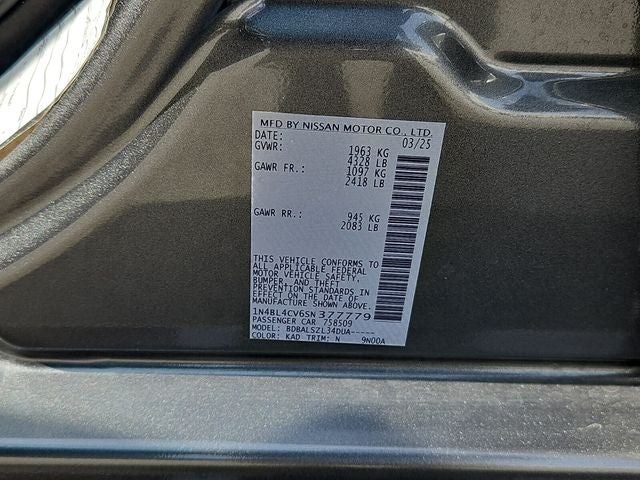 MFD BY NISSAN MOTOR CO., LTD.
DATE: 03/25
GVWR: 1963 KG
4328 LB
GAWR FR.: 1097 KG
2418 LB
GAWR RR.: 945 KG
2083 LB
THIS VEHICLE CONFORMS TO
ALL APPLICABLE FEDERAL
MOTOR VEHICLE SAFETY,
BUMPER, AND THEFT
PREVENTION STANDARDS IN
EFFECT ON THE DATE OF
MANUFACTURE SHOWN ABOVE.
1N4BL4CV6SN377779
PASSENGER CAR 758509
MODEL: BDBALSZL34DUA-----
COLOR: KAD TRIM: N 9N00A